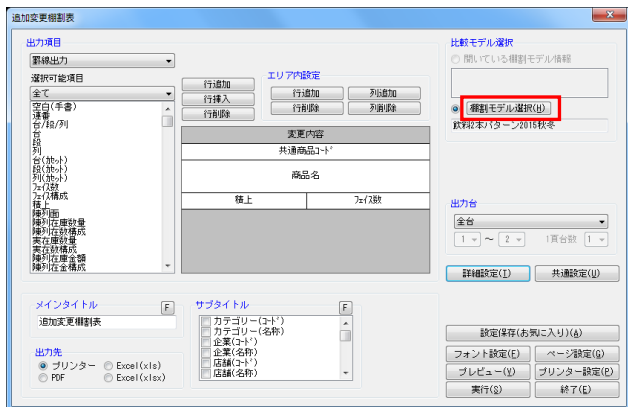 追加変更棚割表
出力項目
罫線出力
選択可能項目
全て
空白(手書)
連番
台/段/列
台
段
列
台(カセット)
段(カセット)
列(カセット)
フェイス数
フェイス構成
積上
陳列面
陳列在庫数量
陳列在数構成
実在庫数量
実在数構成
陳列在庫金額
陳列在金構成
行追加
行挿入
行削除
エリア内設定
行追加
列追加
行削除
列削除
変更内容
共通商品コード
商品名
積上
フェイス数
比較モデル選択
開いている棚割モデル情報
棚割モデル選択(H)
飲料2本パターン2015秋冬
出力台
全台
1 ~ 2 1頁台数 1
詳細設定(I)
共通設定(U)
メインタイトル
F
追加変更棚割表
出力先
プリンター
Excel(xls)
PDF
Excel(xlsx)
サブタイトル
F
カテゴリー(コード)
カテゴリー(名称)
企業(コード)
企業(名称)
店舗(コード)
店舗(名称)
設定保存(お気に入り)(A)
フォント設定(F)
ページ設定(G)
プレビュー(V)
プリンター設定(P)
実行(S)
終了(E)